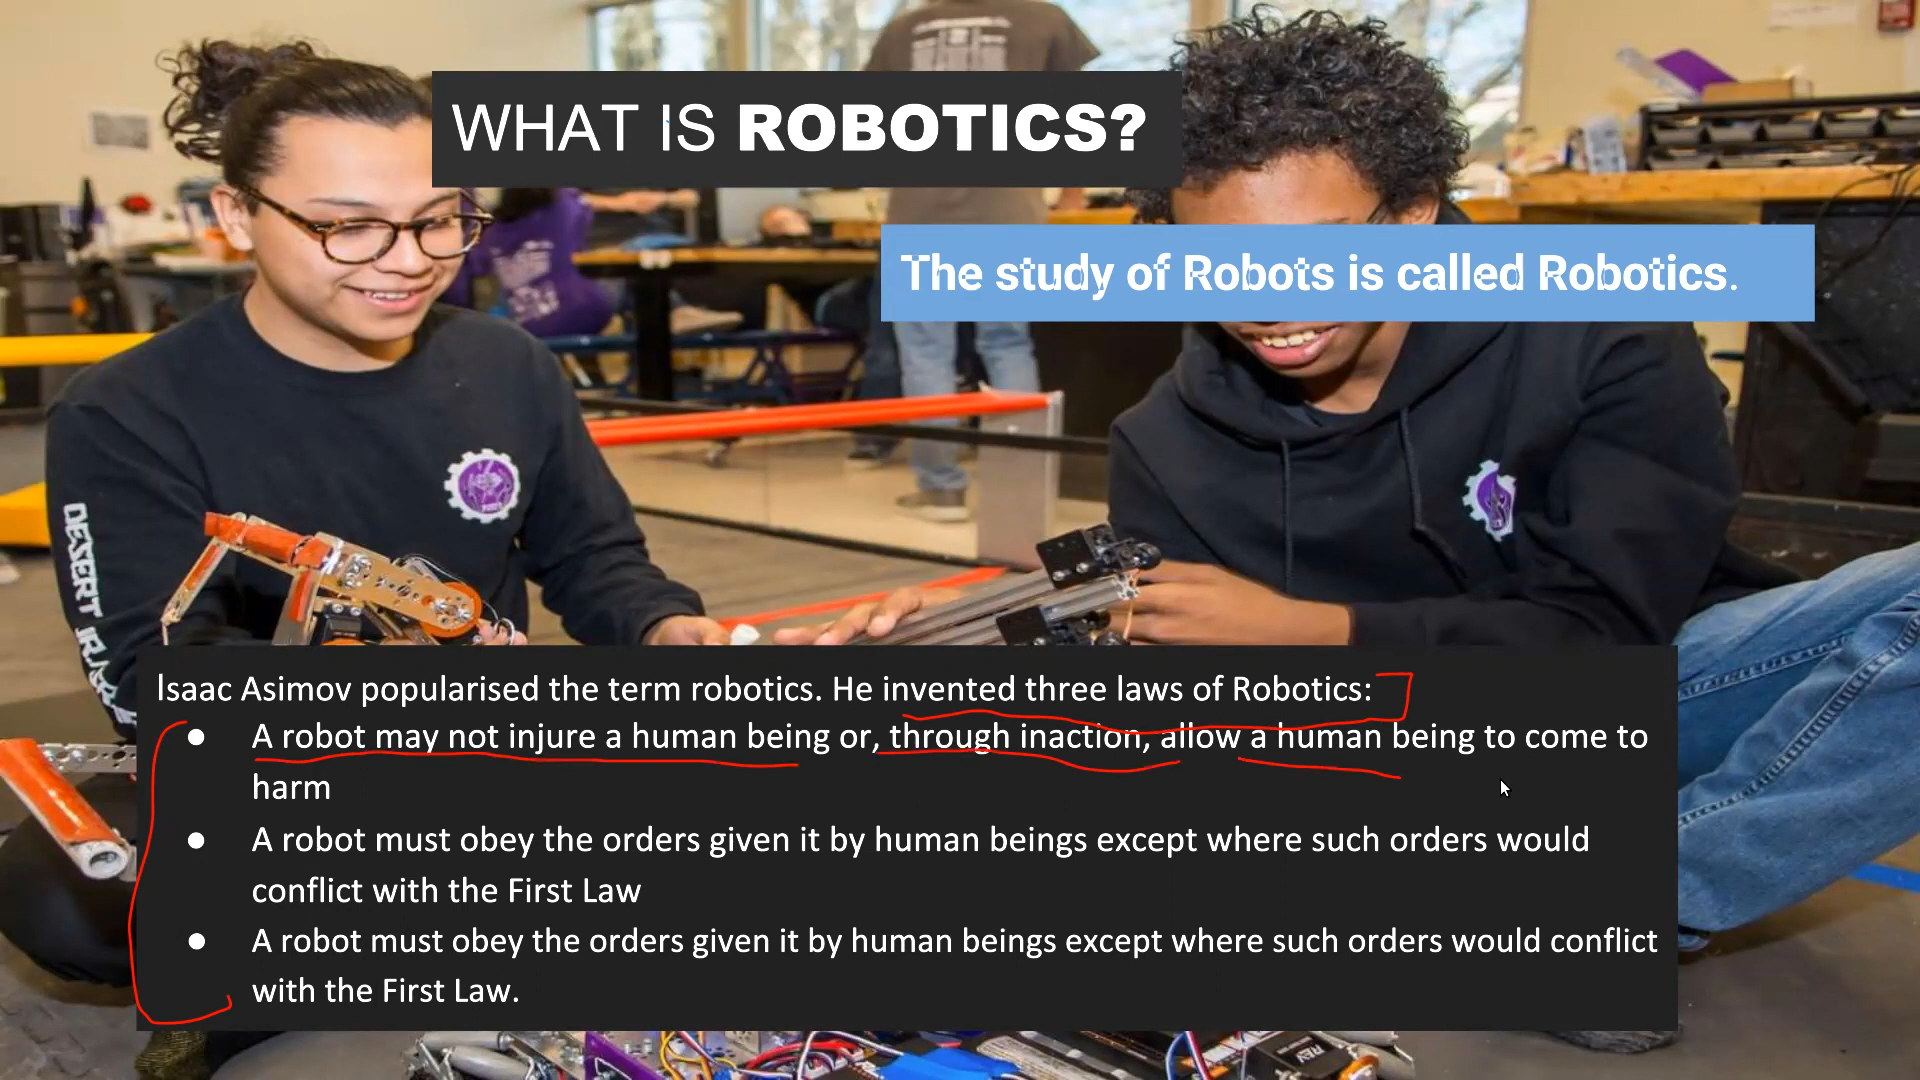 WHAT IS ROBOTICS?
The study of Robots is called Robotics.
DESERT
Isaac Asimov popularised the term robotics. He invented three laws of Robotics:
● A robot may not injure a human being or, through inaction, allow a human being to come to
harm
● A robot must obey the orders given it by human beings except where such orders would
conflict with the First Law
● A robot must obey the orders given it by human beings except where such orders would conflict
with the First Law.
REV